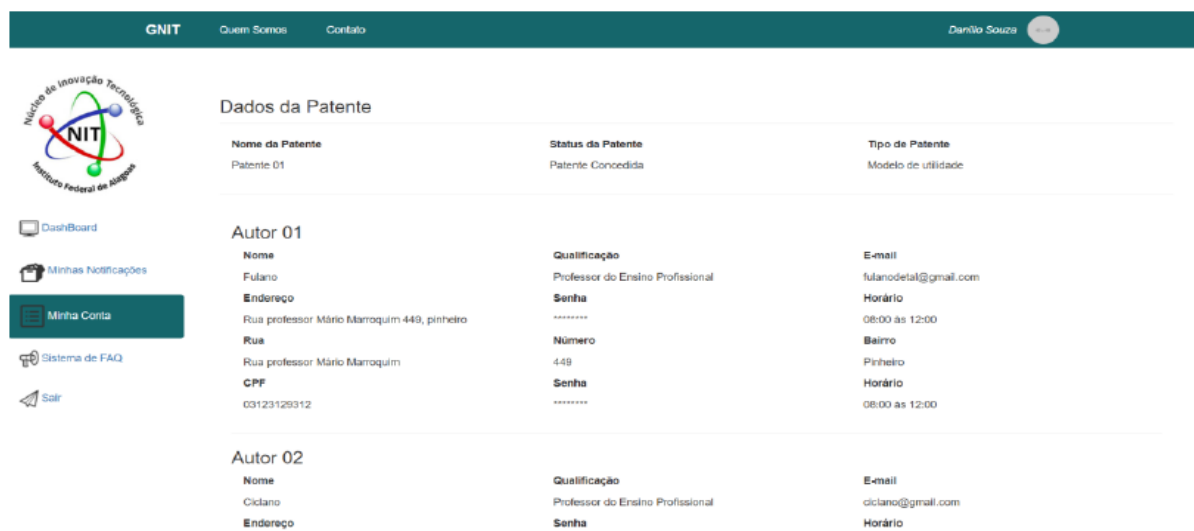 GNIT Quem Somos Contato Danilo Souza
Núcleo de Inovação Tecnológica
NIT
Instituto Federal de Alagoas
DashBoard
Minhas Notificações
Minha Conta
Sistema de FAQ
Sair
Dados da Patente
Nome da Patente Status da Patente Tipo de Patente
Patente 01 Patente Concedida Modelo de utilidade
Autor 01
Nome Qualificação E-mail
Fulano Professor do Ensino Profissional fulanodetal@gmail.com
Endereço Senha Horário
Rua professor Mário Marroquim 449, pinheiro ******** 08:00 às 12:00
Rua Número Bairro
Rua professor Mário Marroquim 449 Pinheiro
CPF Senha Horário
03123129312 ******** 08:00 às 12:00
Autor 02
Nome Qualificação E-mail
Ciclano Professor do Ensino Profissional ciclano@gmail.com
Endereço Senha Horário